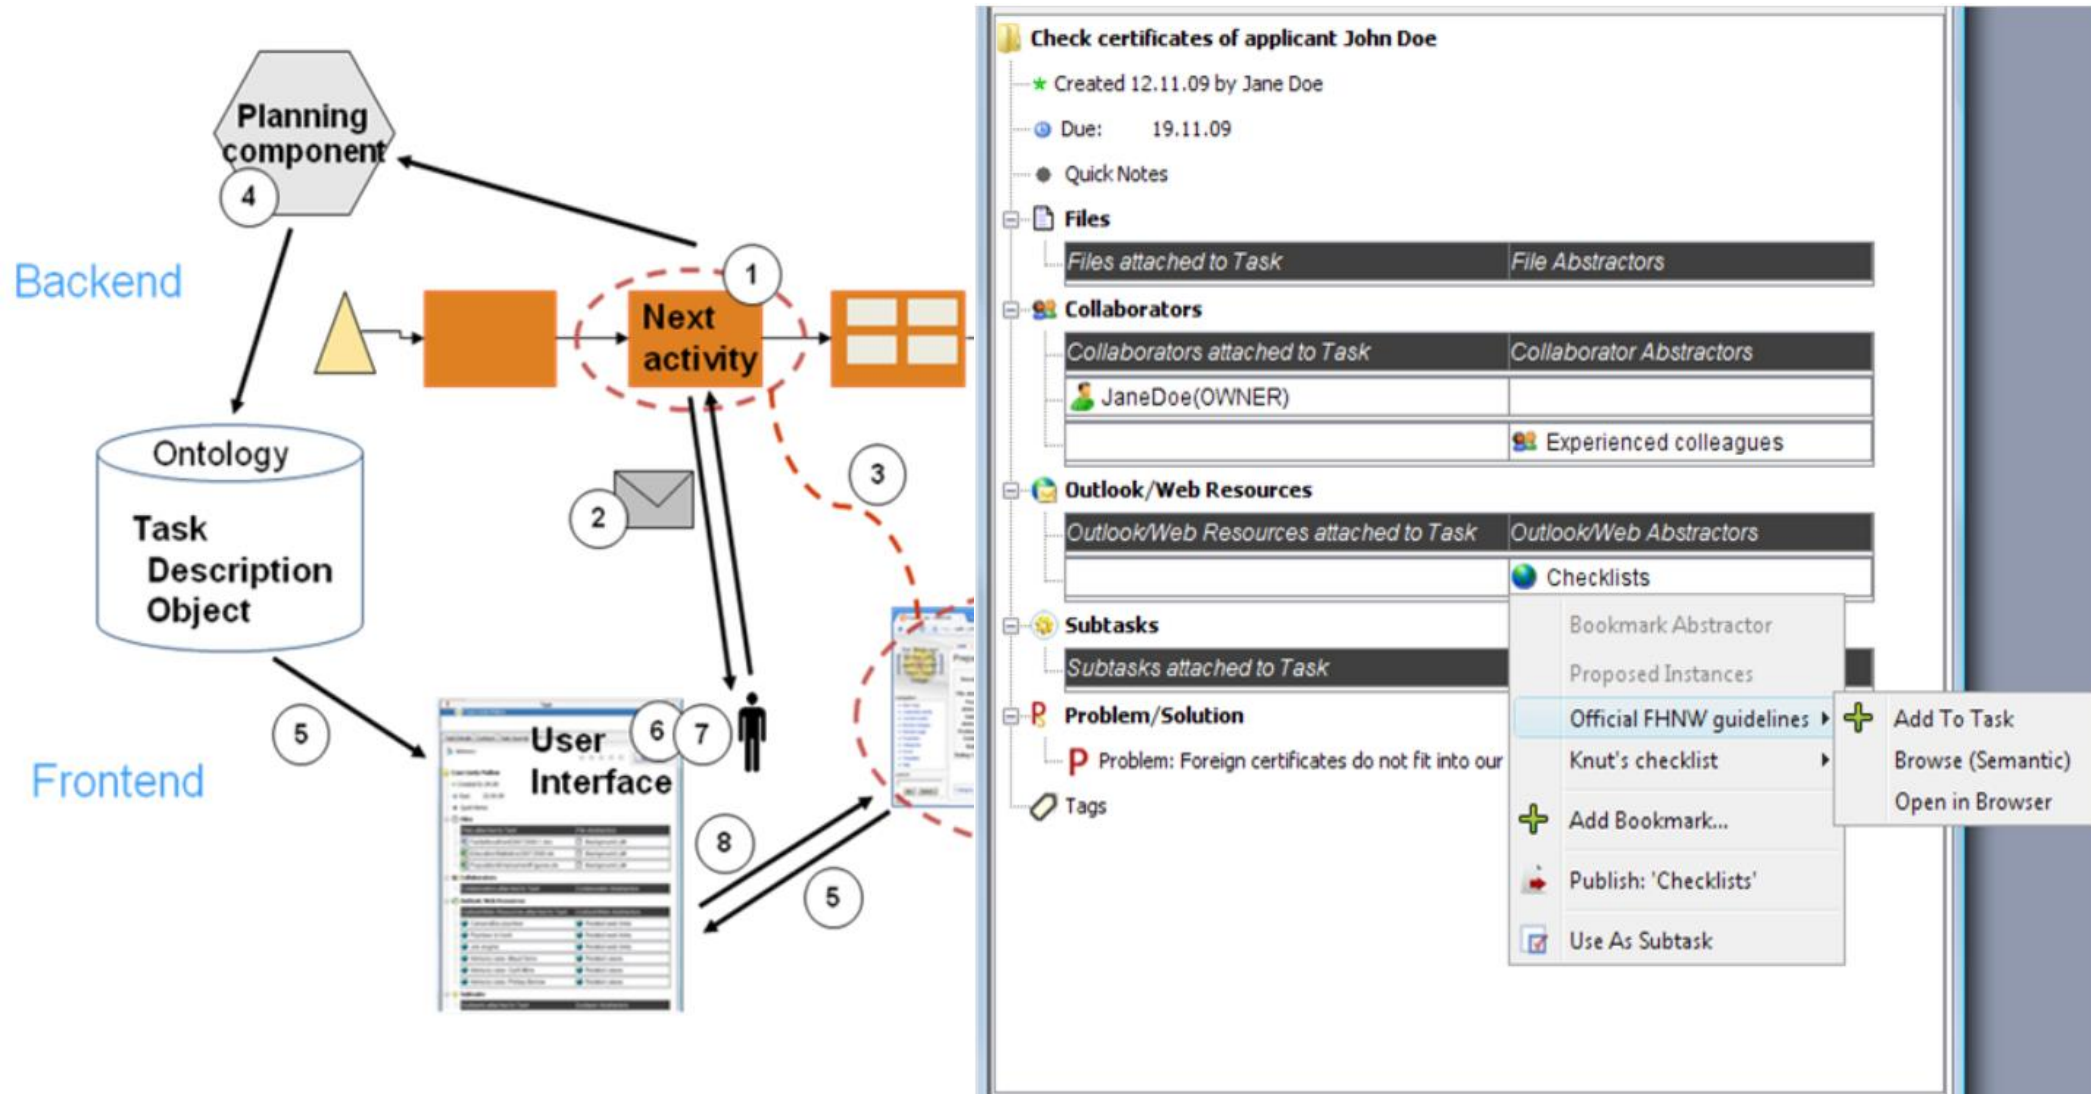 Planning
component
4
Backend
1
Next
activity
Ontology
Task
Description
Object
2
3
5
Frontend
User
Interface
6
7
8
5
Check certificates of applicant John Doe
Created 12.11.09 by Jane Doe
Due: 19.11.09
Quick Notes
Files
Files attached to Task File Abstractors
Collaborators
Collaborators attached to Task Collaborator Abstractors
JaneDoe(OWNER)
Experienced colleagues
Outlook/Web Resources
Outlook/Web Resources attached to Task Outlook/Web Abstractors
Checklists
Subtasks
Subtasks attached to Task
Problem/Solution
Problem: Foreign certificates do not fit into our
Tags
Bookmark Abstractor
Proposed Instances
Official FHNW guidelines
Knut's checklist
Add Bookmark...
Publish: 'Checklists'
Use As Subtask
Add To Task
Browse (Semantic)
Open in Browser